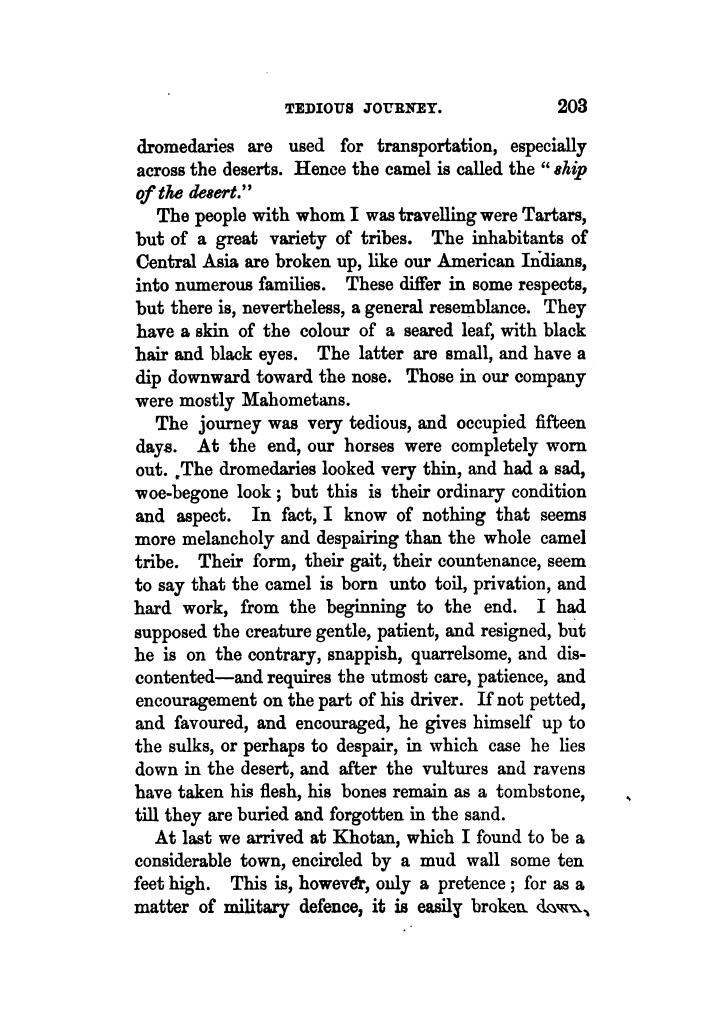 TEDIOUS JOURNEY. 203
dromedaries are used for transportation, especially
across the deserts. Hence the camel is called the "ship
of the desert."
The people with whom I was travelling were Tartars,
but of a great variety of tribes. The inhabitants of
Central Asia are broken up, like our American Indians,
into numerous families. These differ in some respects,
but there is, nevertheless, a general resemblance. They
have a skin of the colour of a seared leaf, with black
hair and black eyes. The latter are small, and have a
dip downward toward the nose. Those in our company
were mostly Mahometans.
The journey was very tedious, and occupied fifteen
days. At the end, our horses were completely worn
out. The dromedaries looked very thin, and had a sad,
woe-begone look; but this is their ordinary condition
and aspect. In fact, I know of nothing that seems
more melancholy and despairing than the whole camel
tribe. Their form, their gait, their countenance, seem
to say that the camel is born unto toil, privation, and
hard work, from the beginning to the end. I had
supposed the creature gentle, patient, and resigned, but
he is on the contrary, snappish, quarrelsome, and dis-
contented—and requires the utmost care, patience, and
encouragement on the part of his driver. If not petted,
and favoured, and encouraged, he gives himself up to
the sulks, or perhaps to despair, in which case he lies
down in the desert, and after the vultures and ravens
have taken his flesh, his bones remain as a tombstone,
till they are buried and forgotten in the sand.
At last we arrived at Khotan, which I found to be a
considerable town, encircled by a mud wall some ten
feet high. This is, however, only a pretence; for as a
matter of military defence, it is easily broken down,